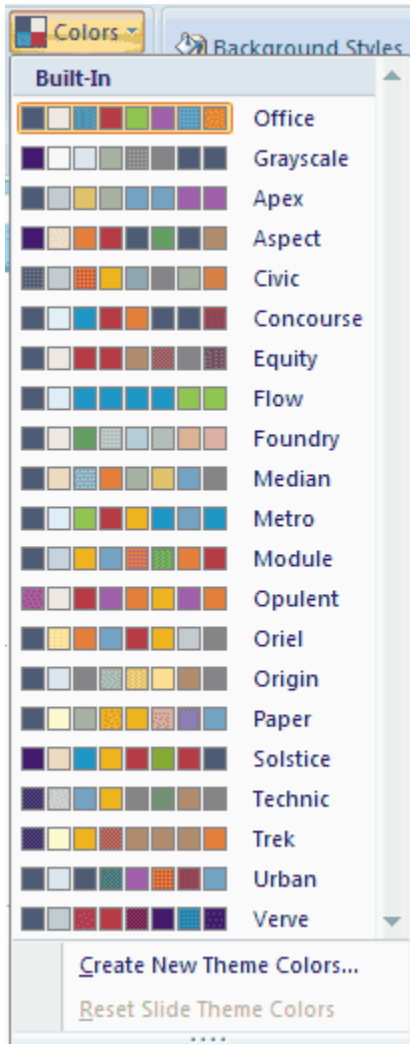 Colors
Background Styles
Built-In
Office
Grayscale
Apex
Aspect
Civic
Concourse
Equity
Flow
Foundry
Median
Metro
Module
Opulent
Oriel
Origin
Paper
Solstice
Technic
Trek
Urban
Verve
Create New Theme Colors...
Reset Slide Theme Colors